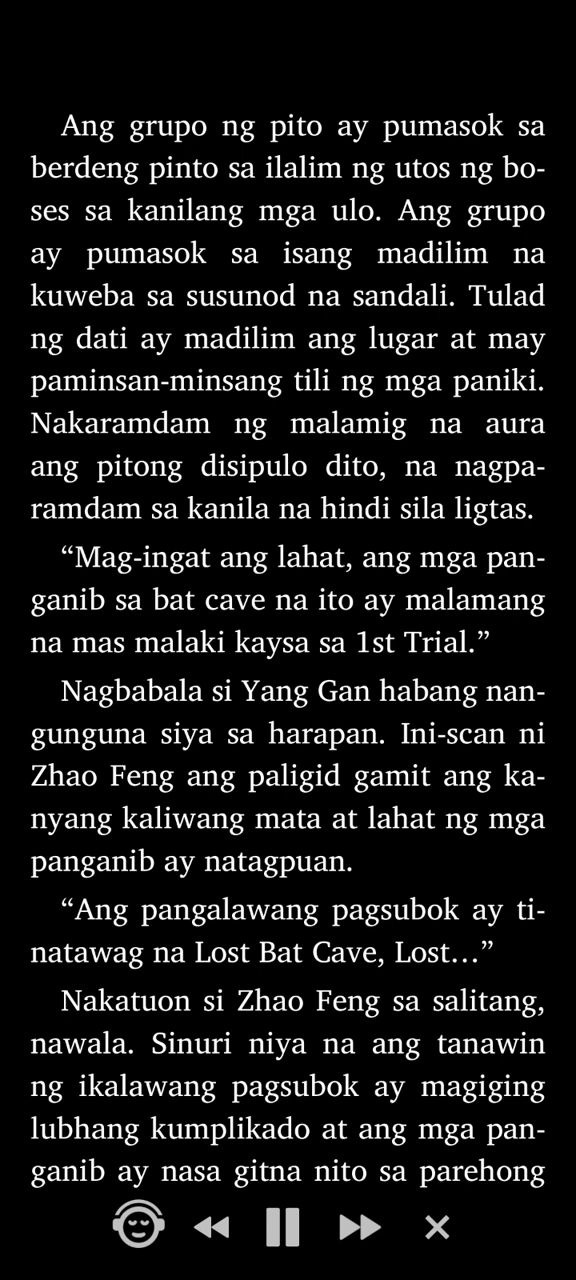 Ang grupo ng pito ay pumasok sa
berdeng pinto sa ilalim ng utos ng bo-
ses sa kanilang mga ulo. Ang grupo
ay pumasok sa isang madilim na
kuweba sa susunod na sandali. Tulad
ng dati ay madilim ang lugar at may
paminsan-minsang tili ng mga paniki.
Nakaramdam ng malamig na aura
ang pitong disipulo dito, na nagpa-
ramdam sa kanila na hindi sila ligtas.
“Mag-ingat ang lahat, ang mga pan-
ganib sa bat cave na ito ay malamang
na mas malaki kaysa sa 1st Trial.”
Nagbabala si Yang Gan habang nan-
gunguna siya sa harapan. Ini-scan ni
Zhao Feng ang paligid gamit ang ka-
nyang kaliwang mata at lahat ng mga
panganib ay natagpuan.
“Ang pangalawang pagsubok ay ti-
natawag na Lost Bat Cave, Lost…”
Nakatuon si Zhao Feng sa salitang,
nawala. Sinuri niya na ang tanawin
ng ikalawang pagsubok ay magiging
lubhang kumplikado at ang mga pan-
ganib ay nasa gitna nito sa parehong